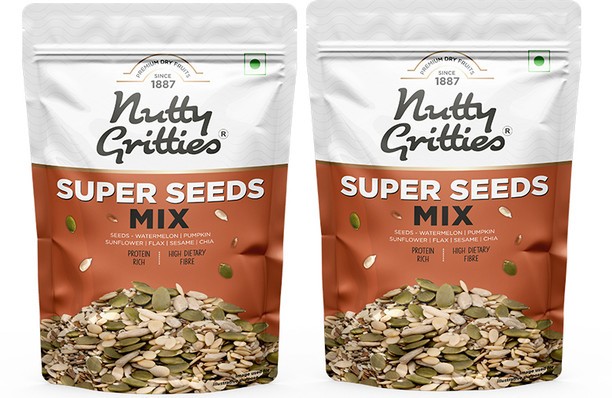 PREMIUM DRY FRUITS
SINCE
1887
Nutty
Gritties®
SUPER SEEDS
MIX
SEEDS - WATERMELON | PUMPKIN
SUNFLOWER | FLAX | SESAME | CHIA
PROTEIN RICH | HIGH DIETARY FIBRE
PREMIUM DRY FRUITS
SINCE
1887
Nutty
Gritties®
SUPER SEEDS
MIX
SEEDS - WATERMELON | PUMPKIN
SUNFLOWER | FLAX | SESAME | CHIA
PROTEIN RICH | HIGH DIETARY FIBRE